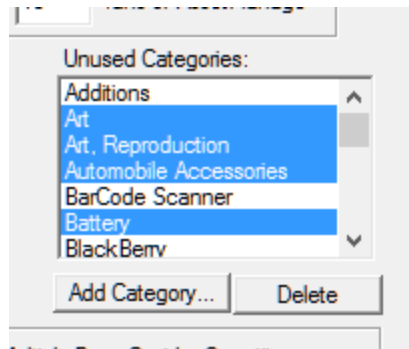 Unused Categories:
Additions
Art
Art, Reproduction
Automobile Accessories
BarCode Scanner
Battery
BlackBerry
Add Category...
Delete